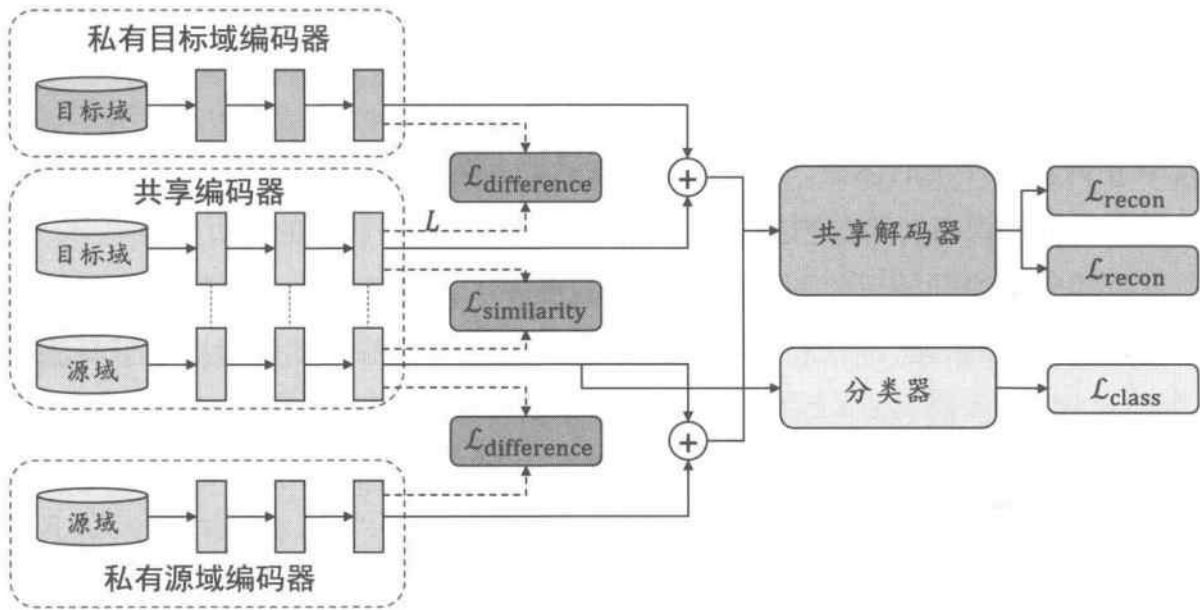 私有目标域编码器
目标域
ℒdifference
+
共享编码器
目标域
L
ℒsimilarity
源域
ℒdifference
+
源域
私有源域编码器
共享解码器
ℒrecon
ℒrecon
分类器
ℒclass